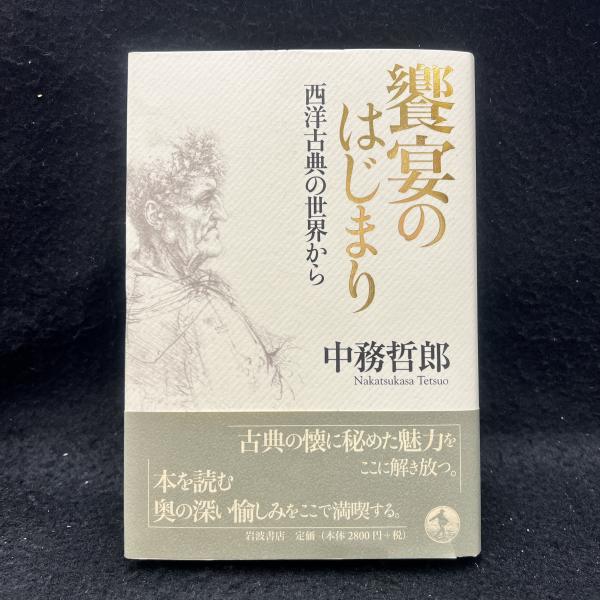 饗宴の
はじまり
西洋古典の世界から
中務哲郎
Nakatsukasa Tetsuo
古典の懐に秘めた魅力を
ここに解き放つ。
本を読む
奥の深い愉しみをここで満喫する。
岩波書店 定価(本体2800円+税)